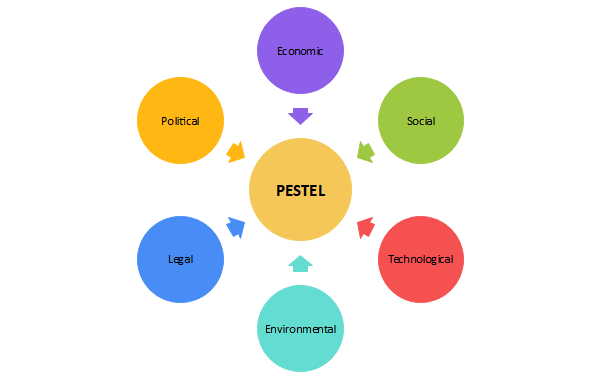 Economic
Political
Social
PESTEL
Legal
Technological
Environmental